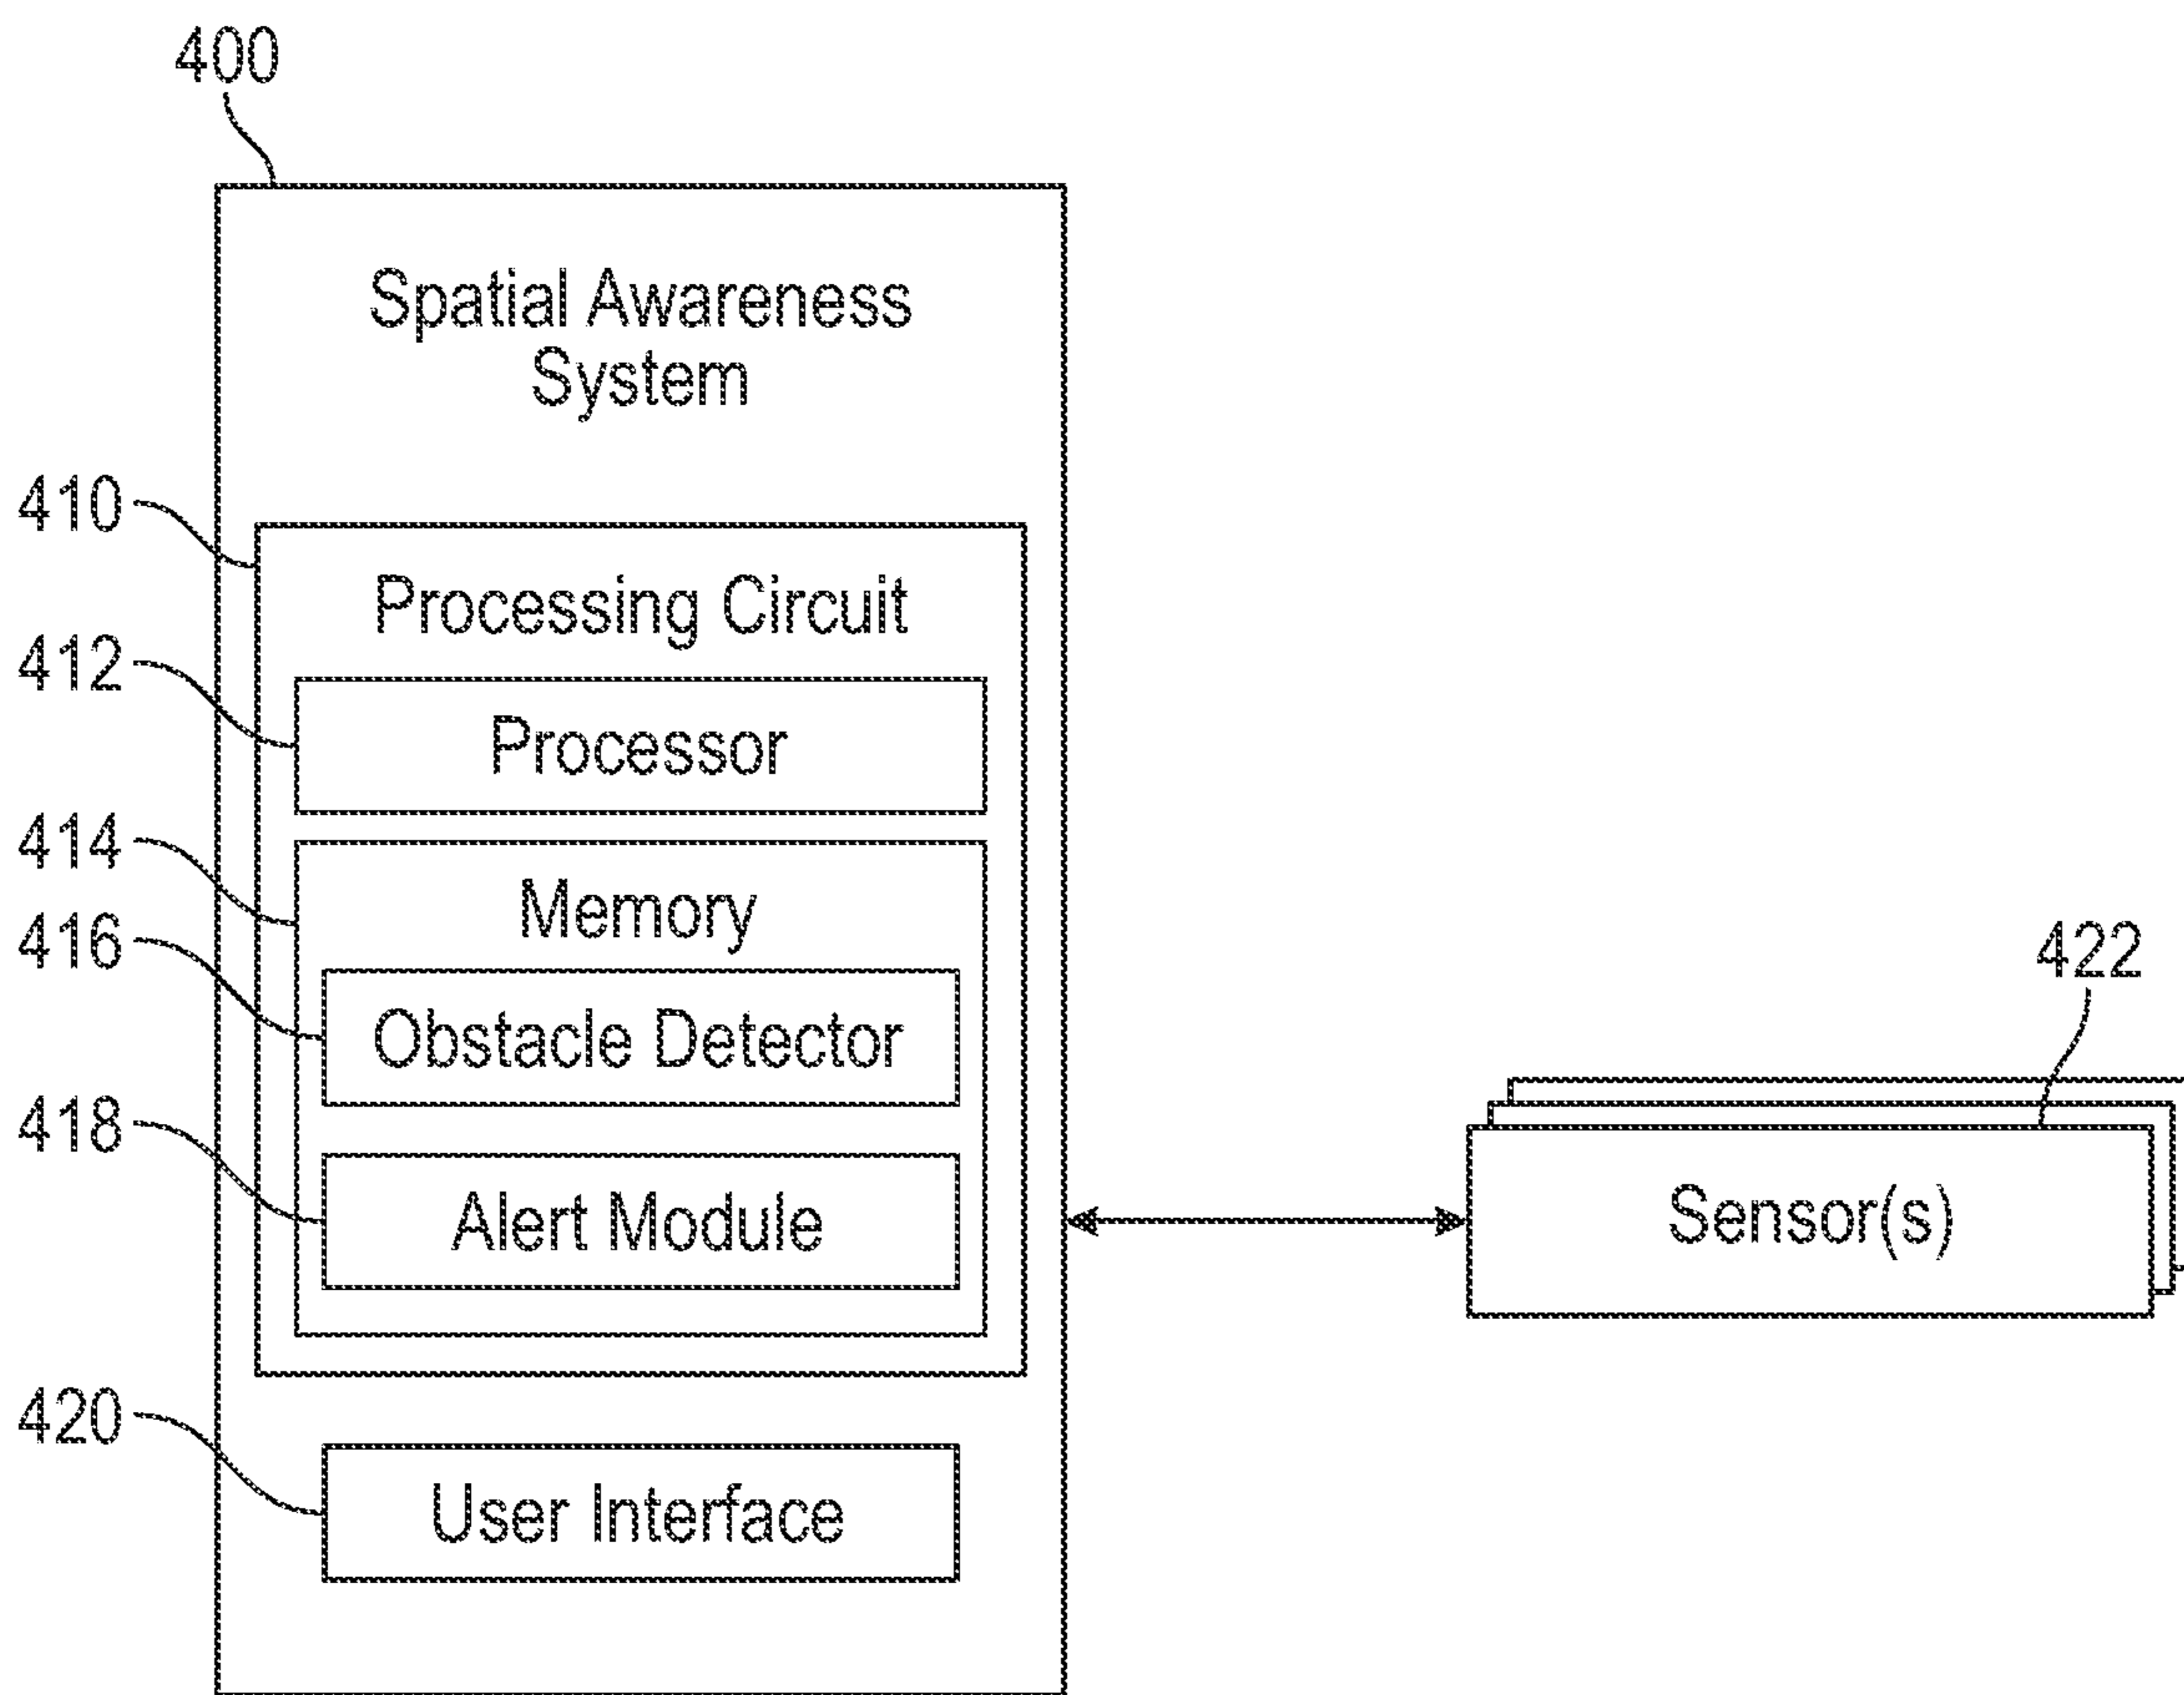 400
Spatial Awareness
System
410
Processing Circuit
412
Processor
414
Memory
416
Obstacle Detector
418
Alert Module
420
User Interface
422
Sensor(s)